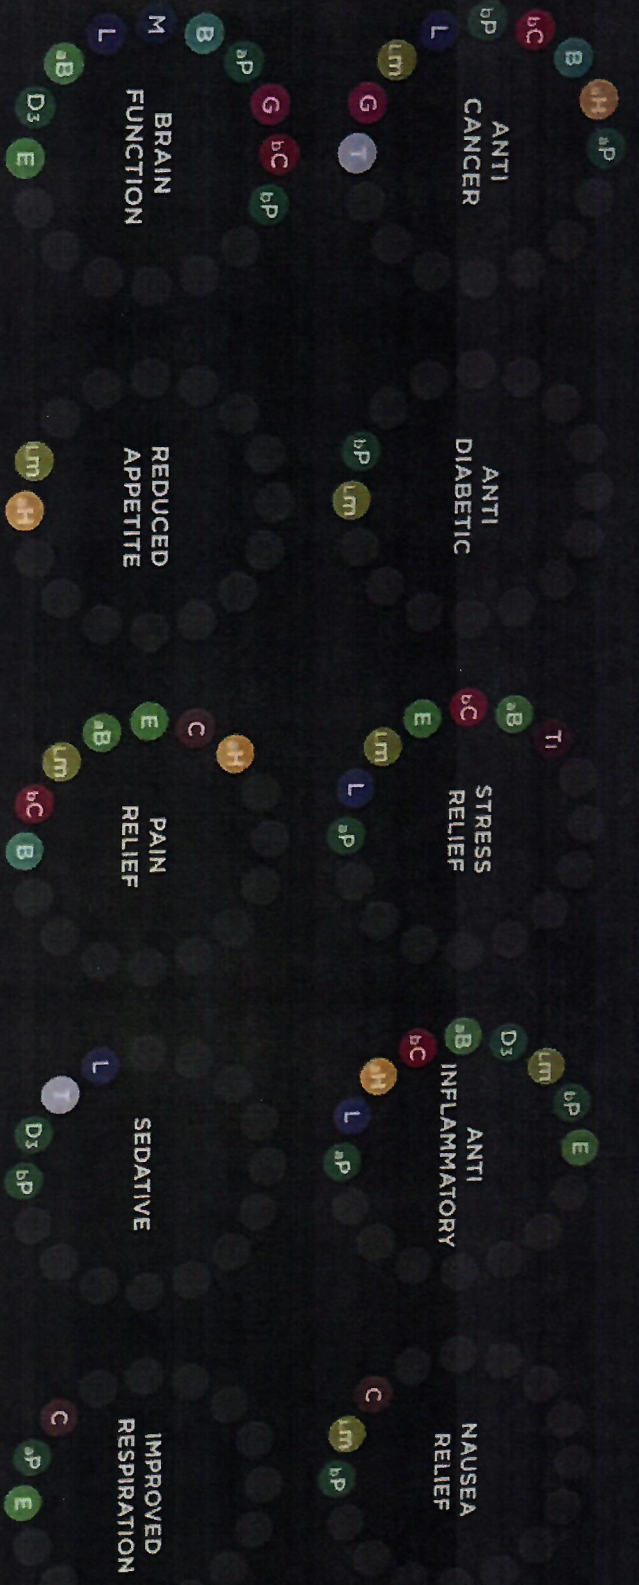 aP
aH
B
bC
bP
L
Lm
G
T
ANTI
CANCER
bP
Lm
ANTI
DIABETIC
T1
aB
bC
E
Lm
L
aP
STRESS
RELIEF
E
bP
Lm
D3
aB
bC
aH
L
aP
ANTI
INFLAMMATORY
C
Lm
bP
NAUSEA
RELIEF
bP
bC
G
aP
B
M
L
aB
D3
E
BRAIN
FUNCTION
Lm
aH
REDUCED
APPETITE
aH
C
E
aB
Lm
bC
B
PAIN
RELIEF
L
T
D3
bP
SEDATIVE
C
aP
E
IMPROVED
RESPIRATION